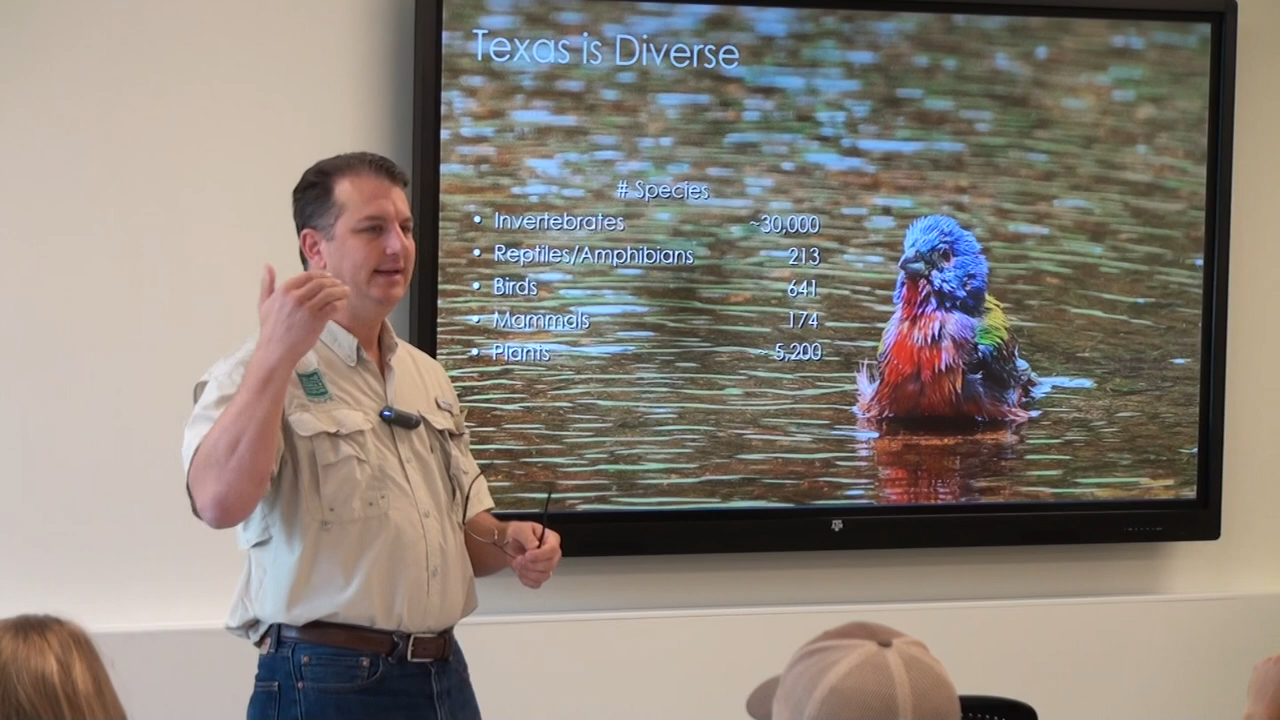 Texas is Diverse
# Species
• Invertebrates ~30,000
• Reptiles/Amphibians 213
• Birds 641
• Mammals 174
• Plants ~ 5,200